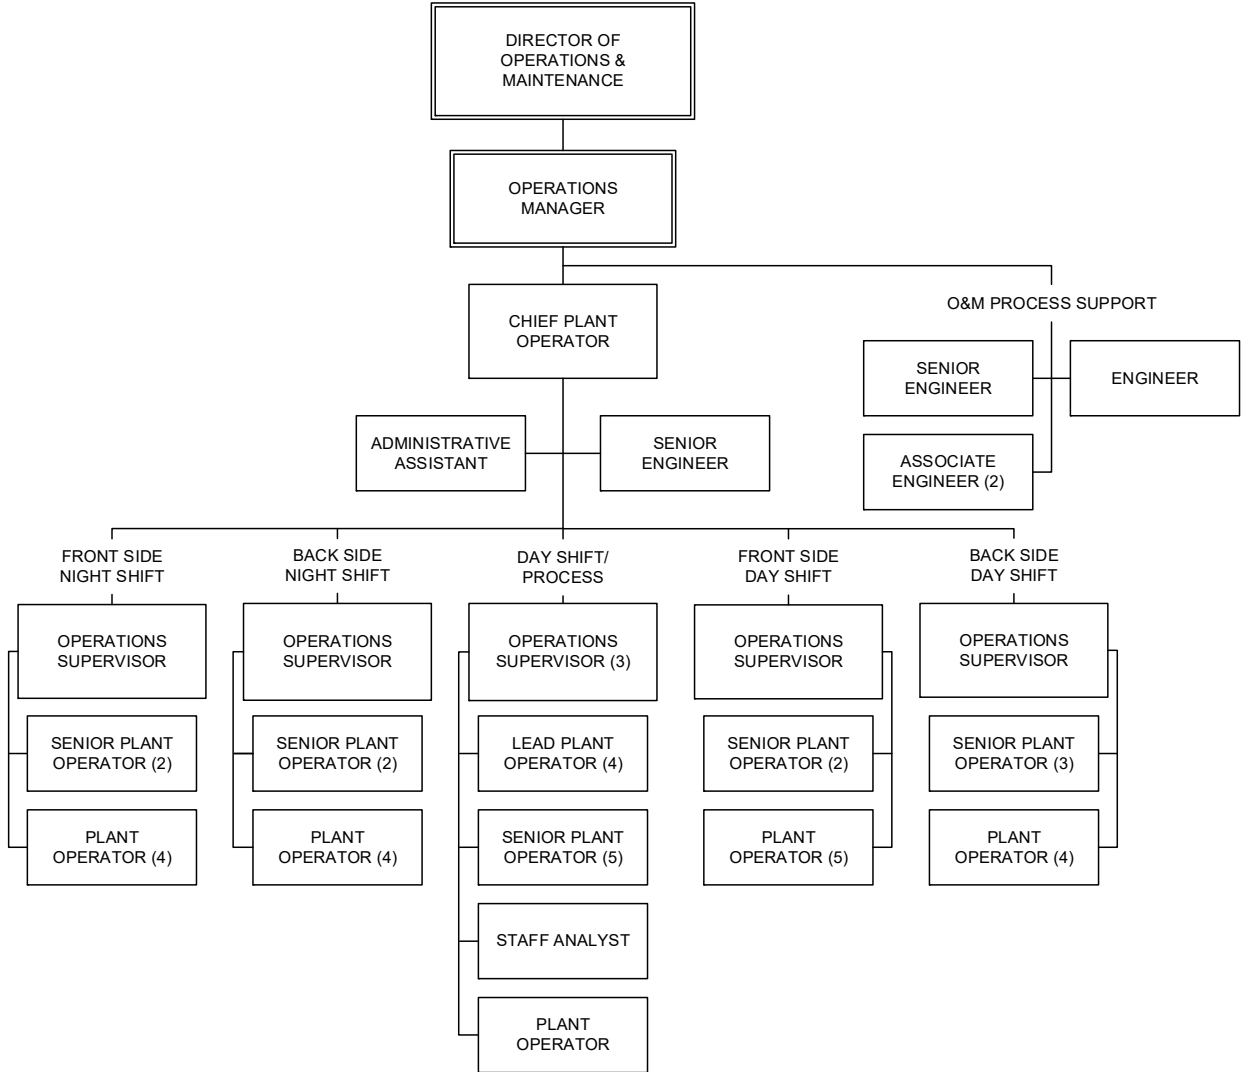 DIRECTOR OF
OPERATIONS &
MAINTENANCE
OPERATIONS
MANAGER
CHIEF PLANT
OPERATOR
O&M PROCESS SUPPORT
SENIOR
ENGINEER
ENGINEER
ASSOCIATE
ENGINEER (2)
ADMINISTRATIVE
ASSISTANT
SENIOR
ENGINEER
FRONT SIDE
NIGHT SHIFT
OPERATIONS
SUPERVISOR
SENIOR PLANT
OPERATOR (2)
PLANT
OPERATOR (4)
BACK SIDE
NIGHT SHIFT
OPERATIONS
SUPERVISOR
SENIOR PLANT
OPERATOR (2)
PLANT
OPERATOR (4)
DAY SHIFT/
PROCESS
OPERATIONS
SUPERVISOR (3)
LEAD PLANT
OPERATOR (4)
SENIOR PLANT
OPERATOR (5)
STAFF ANALYST
PLANT
OPERATOR
FRONT SIDE
DAY SHIFT
OPERATIONS
SUPERVISOR
SENIOR PLANT
OPERATOR (2)
PLANT
OPERATOR (5)
BACK SIDE
DAY SHIFT
OPERATIONS
SUPERVISOR
SENIOR PLANT
OPERATOR (3)
PLANT
OPERATOR (4)